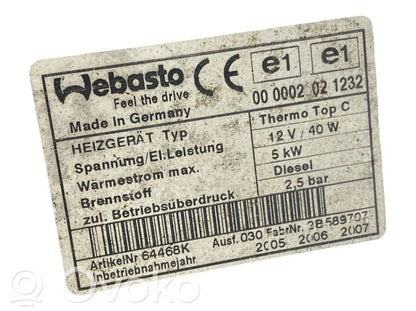 Webasto CE e1 e1
Feel the drive
00 0002 02 1232
Made in Germany
HEIZGERÄT Typ Thermo Top C
Spannung/El.Leistung 12 V / 40 W
Wärmestrom max. 5 kW
Brennstoff Diesel
zul. Betriebsüberdruck 2,5 bar
ArtikelNr 64468K Ausf. 030 FabrNr. 2B589707
Inbetriebnahmejahr 2005 2006 2007
Ovoko